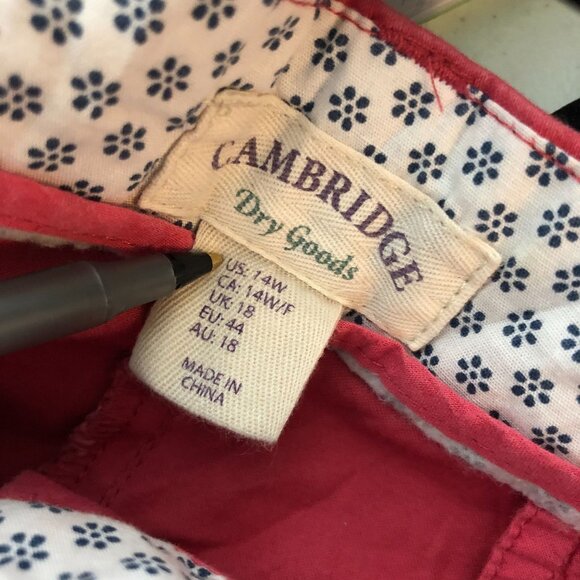 CAMBRIDGE
Dry Goods
US: 14W
CA: 14W/F
UK: 18
EU: 44
AU: 18
MADE IN
CHINA